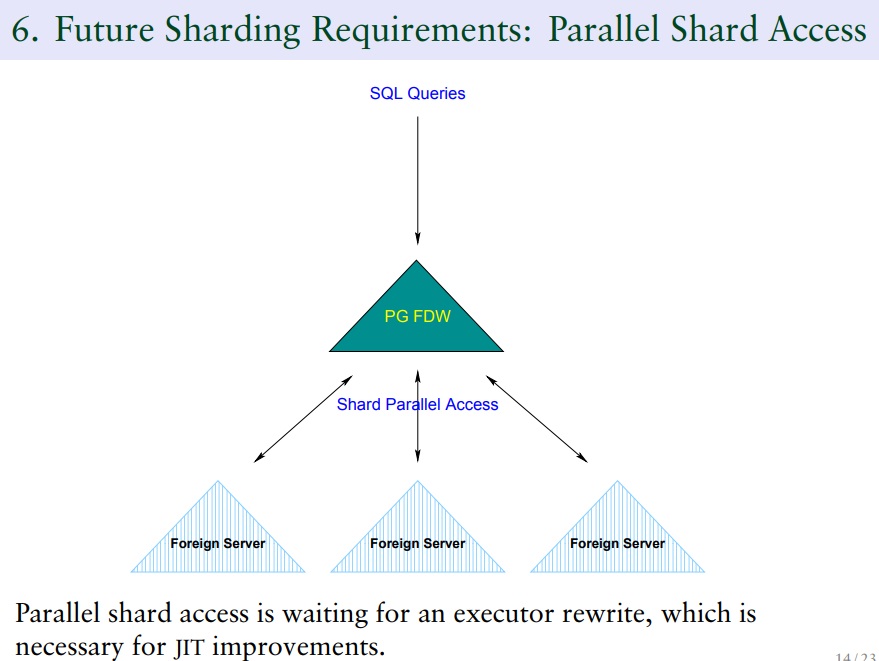 6. Future Sharding Requirements: Parallel Shard Access
SQL Queries
PG FDW
Shard Parallel Access
Foreign Server
Foreign Server
Foreign Server
Parallel shard access is waiting for an executor rewrite, which is
necessary for JIT improvements.
14/23